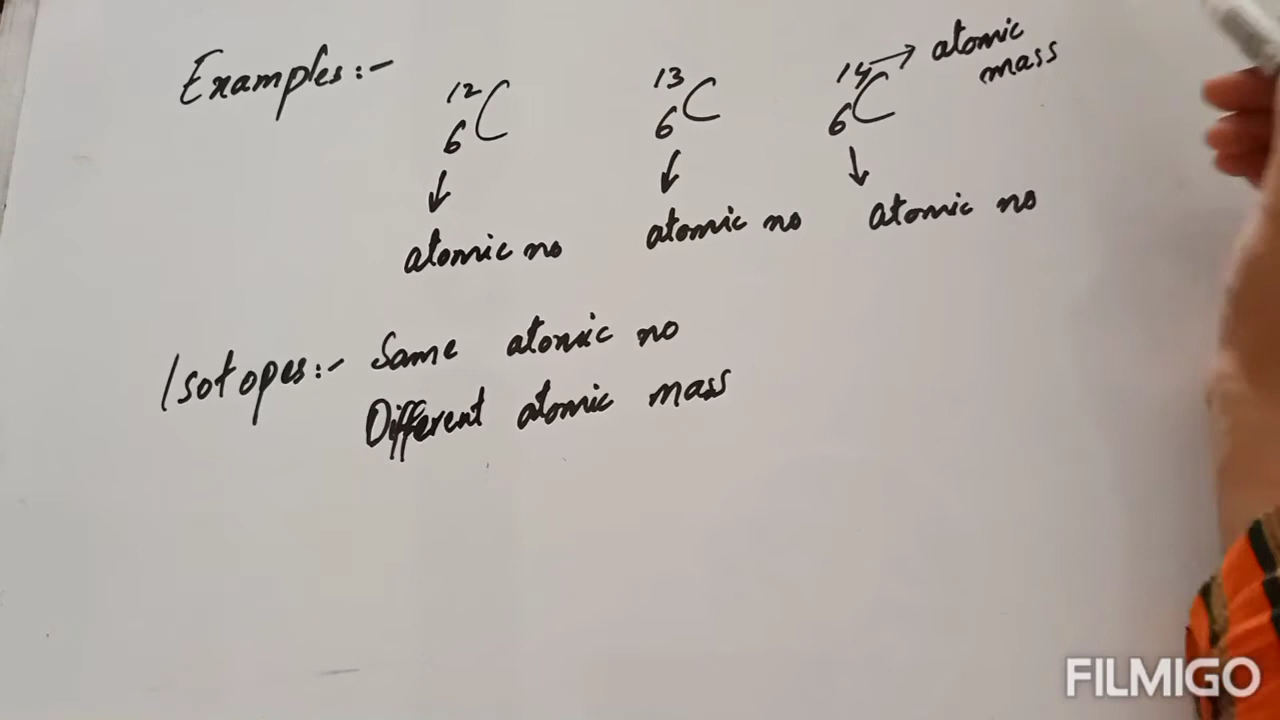 Examples:-
12 6 C 13 6 C 14 6 C → atomic mass
↓ ↓ ↓
atomic no atomic no atomic no
Isotopes:- Same atomic no
Different atomic mass
FILMIGO